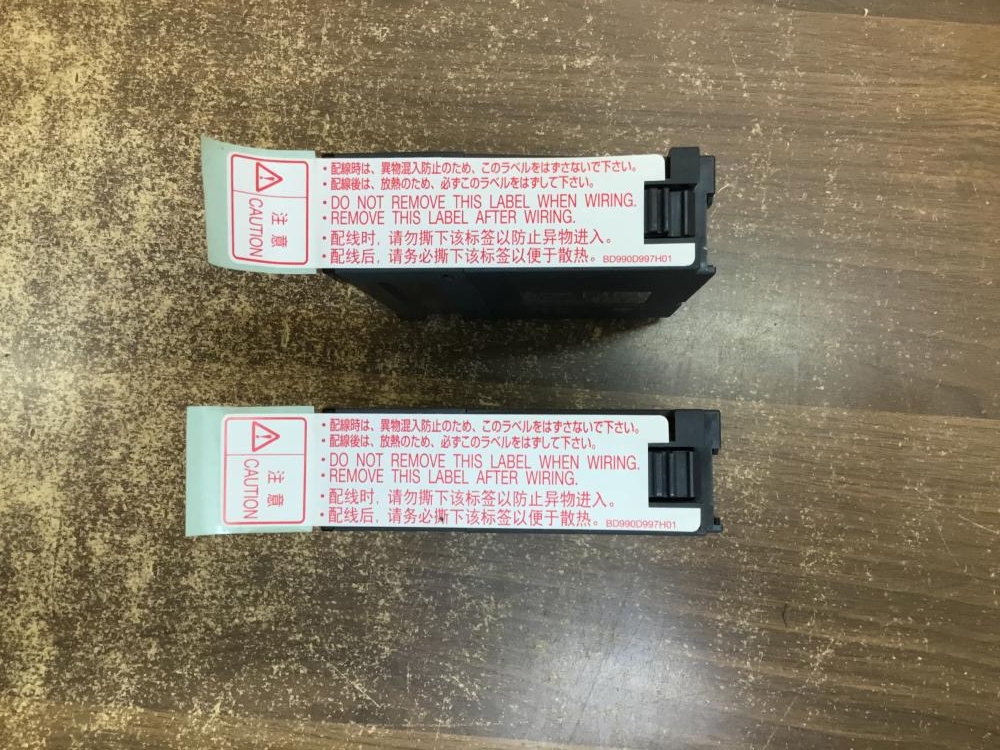 注意
CAUTION
・配線時は、異物混入防止のため、このラベルをはずさないで下さい。
・配線後は、放熱のため、必ずこのラベルをはずして下さい。
・DO NOT REMOVE THIS LABEL WHEN WIRING.
・REMOVE THIS LABEL AFTER WIRING.
・配线时，请勿撕下该标签以防止异物进入。
・配线后，请务必撕下该标签以便于散热。 BD990D997H01
注意
CAUTION
・配線時は、異物混入防止のため、このラベルをはずさないで下さい。
・配線後は、放熱のため、必ずこのラベルをはずして下さい。
・DO NOT REMOVE THIS LABEL WHEN WIRING.
・REMOVE THIS LABEL AFTER WIRING.
・配线时，请勿撕下该标签以防止异物进入。
・配线后，请务必撕下该标签以便于散热。 BD990D997H01